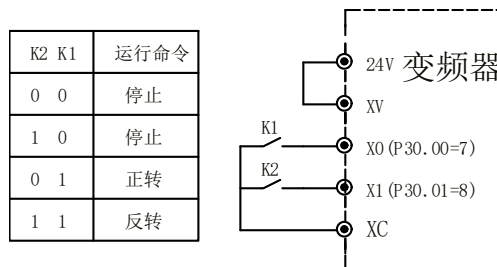 K2 K1 运行命令
0 0 停止
1 0 停止
0 1 正转
1 1 反转
24V 变频器
XV
K1
X0(P30.00=7)
K2
X1(P30.01=8)
XC